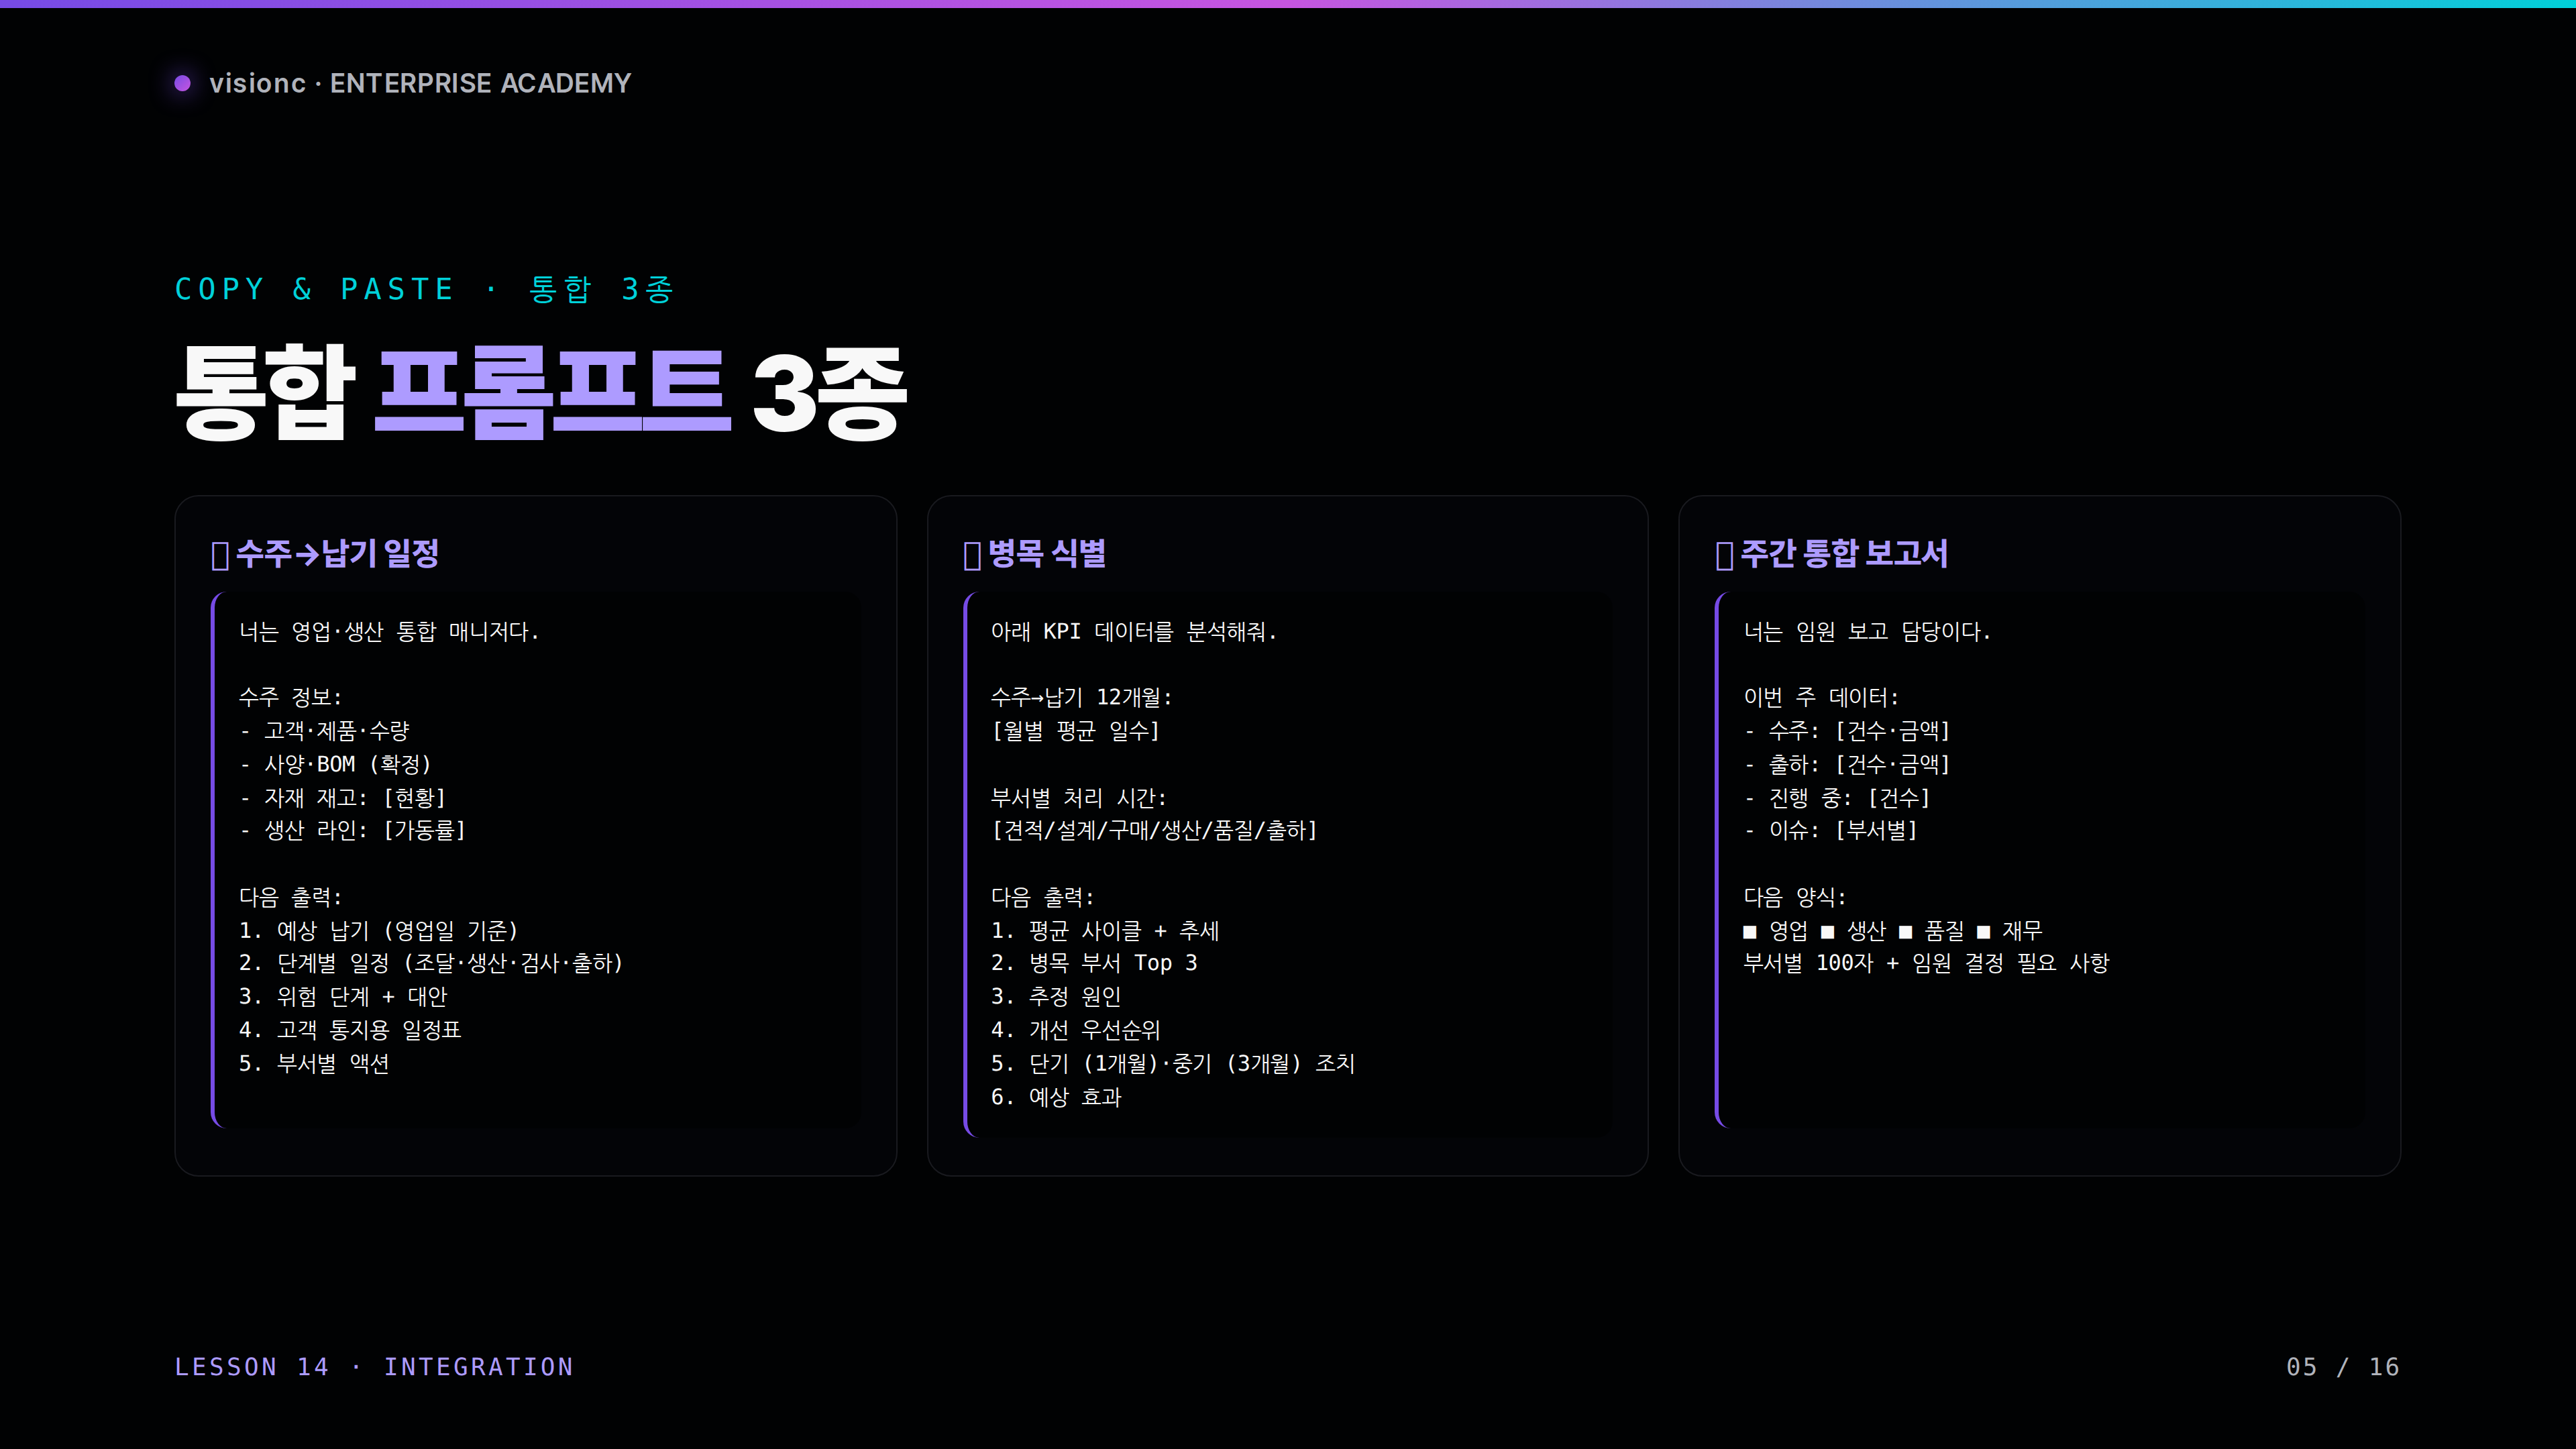 visionc · ENTERPRISE ACADEMY
COPY & PASTE · 통합 3종
통합 프롬프트 3종
수주→납기 일정
너는 영업·생산 통합 매니저다.
수주 정보:
- 고객·제품·수량
- 사양·BOM (확정)
- 자재 재고: [현황]
- 생산 라인: [가동률]
다음 출력:
1. 예상 납기 (영업일 기준)
2. 단계별 일정 (조달·생산·검사·출하)
3. 위험 단계 + 대안
4. 고객 통지용 일정표
5. 부서별 액션
병목 식별
아래 KPI 데이터를 분석해줘.
수주→납기 12개월:
[월별 평균 일수]
부서별 처리 시간:
[견적/설계/구매/생산/품질/출하]
다음 출력:
1. 평균 사이클 + 추세
2. 병목 부서 Top 3
3. 추정 원인
4. 개선 우선순위
5. 단기 (1개월)·중기 (3개월) 조치
6. 예상 효과
주간 통합 보고서
너는 임원 보고 담당이다.
이번 주 데이터:
- 수주: [건수·금액]
- 출하: [건수·금액]
- 진행 중: [건수]
- 이슈: [부서별]
다음 양식:
■ 영업 ■ 생산 ■ 품질 ■ 재무
부서별 100자 + 임원 결정 필요 사항
LESSON 14 · INTEGRATION
05 / 16